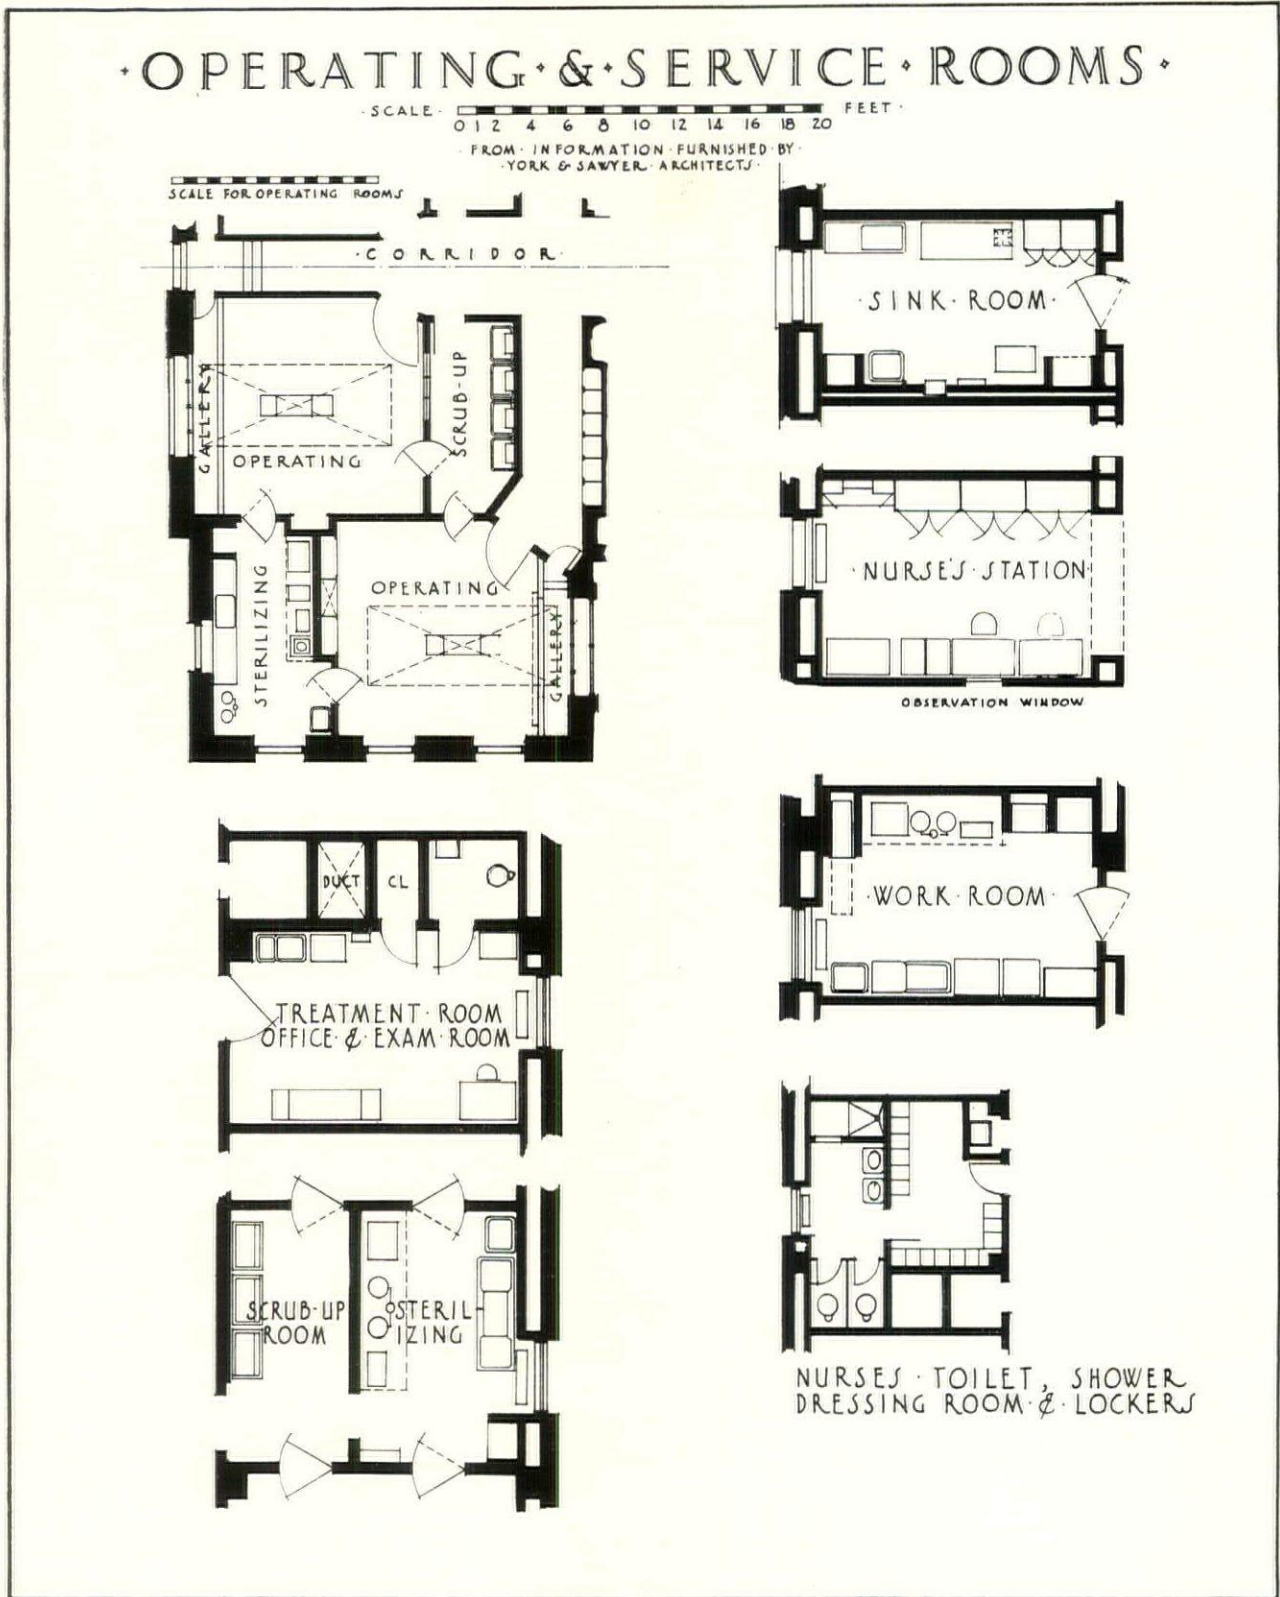 ·OPERATING·&·SERVICE·ROOMS·
·SCALE· FEET·
0 1 2 4 6 8 10 12 14 16 18 20
·FROM·INFORMATION·FURNISHED·BY·
·YORK & SAWYER·ARCHITECTS·
SCALE FOR OPERATING ROOMS
·CORRIDOR·
GALLERY
OPERATING
SCRUB-UP
STERILIZING
OPERATING
GALLERY
·SINK·ROOM·
·NURSE'S·STATION·
OBSERVATION WINDOW
DUCT
CL
TREATMENT·ROOM
OFFICE·&·EXAM·ROOM
·WORK·ROOM·
SCRUB-UP
ROOM
STERIL-
IZING
NURSES·TOILET, SHOWER
DRESSING ROOM·&·LOCKERS